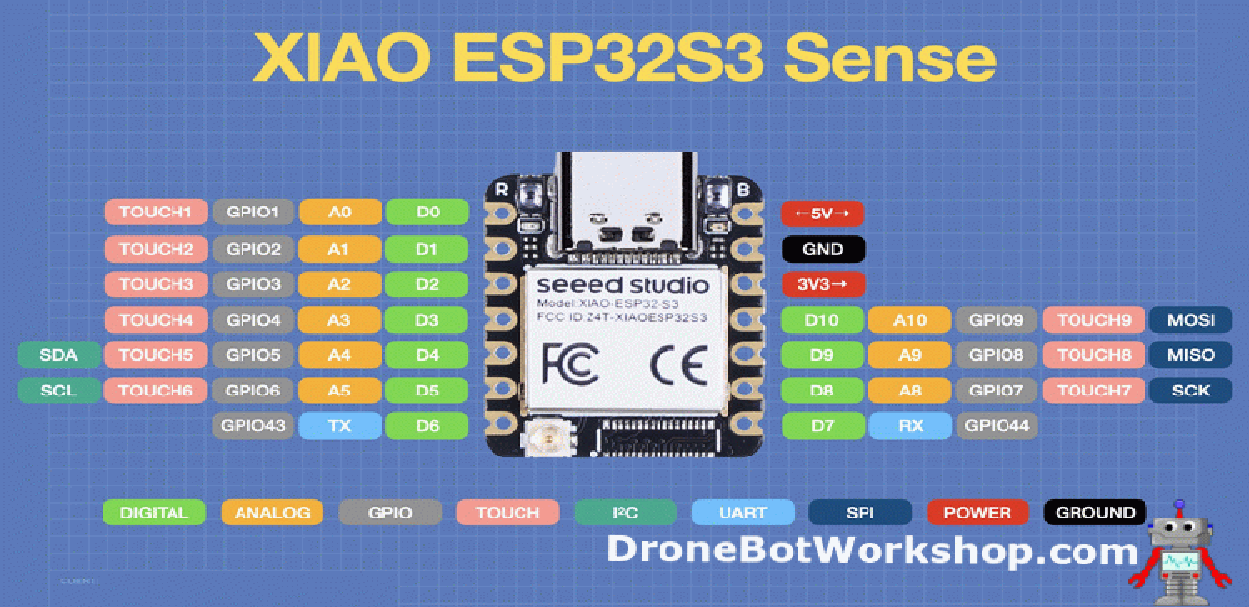 XIAO ESP32S3 Sense
R B
TOUCH1 GPIO1 A0 D0 ←5V→
TOUCH2 GPIO2 A1 D1 GND
TOUCH3 GPIO3 A2 D2 3V3→
seeed studio
Model:XIAO-ESP32-S3
FCC ID:Z4T-XIAOESP32S3
TOUCH4 GPIO4 A3 D3 D10 A10 GPIO9 TOUCH9 MOSI
SDA TOUCH5 GPIO5 A4 D4 FC CE D9 A9 GPIO8 TOUCH8 MISO
SCL TOUCH6 GPIO6 A5 D5 D8 A8 GPIO7 TOUCH7 SCK
GPIO43 TX D6 D7 RX GPIO44
DIGITAL ANALOG GPIO TOUCH I²C UART SPI POWER GROUND
DroneBotWorkshop.com